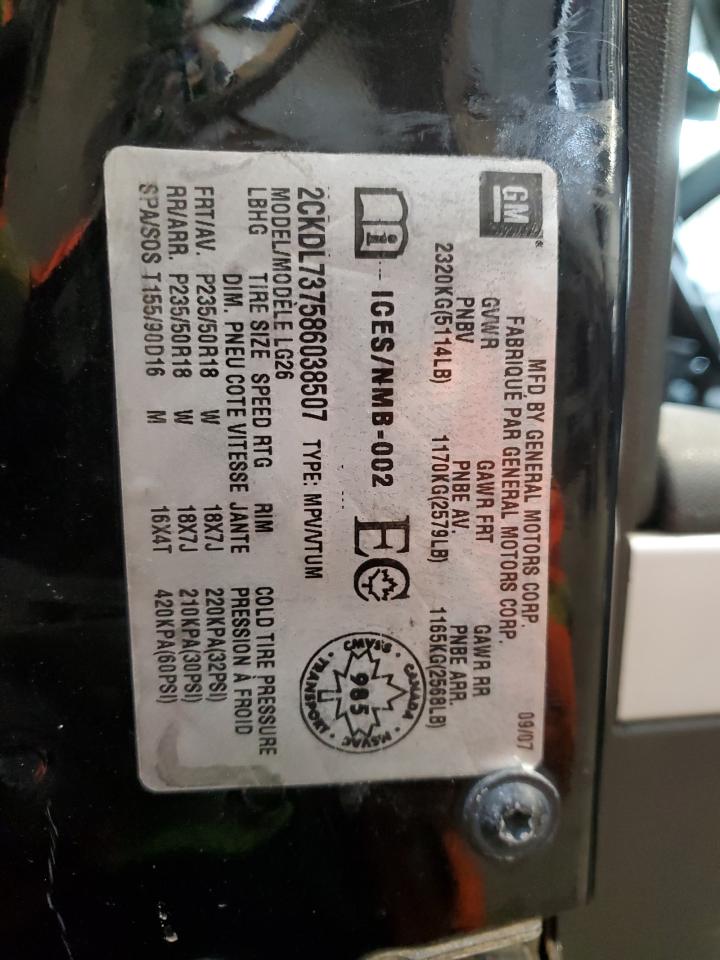 GM
MFD BY GENERAL MOTORS CORP. 09/07
FABRIQUÉ PAR GENERAL MOTORS CORP.
GVWR GAWR FRT GAWR RR
PNBV PNBE AV. PNBE ARR.
2320KG(5114LB) 1170KG(2579LB) 1165KG(2568LB)
ICES/NMB-002 EC
CANADA
CMVSS 985 NSVAC
TRANSPORT
2CKDL737586038507 TYPE: MPV/VTUM
MODEL/MODÈLE LG26
LBHG TIRE SIZE SPEED RTG RIM COLD TIRE PRESSURE
DIM. PNEU COTE VITESSE JANTE PRESSION À FROID
FRT/AV. P235/50R18 W 18X7J 220KPA(32PSI)
RR/ARR. P235/50R18 W 18X7J 210KPA(30PSI)
SPA/SOS T155/90D16 M 16X4T 420KPA(60PSI)